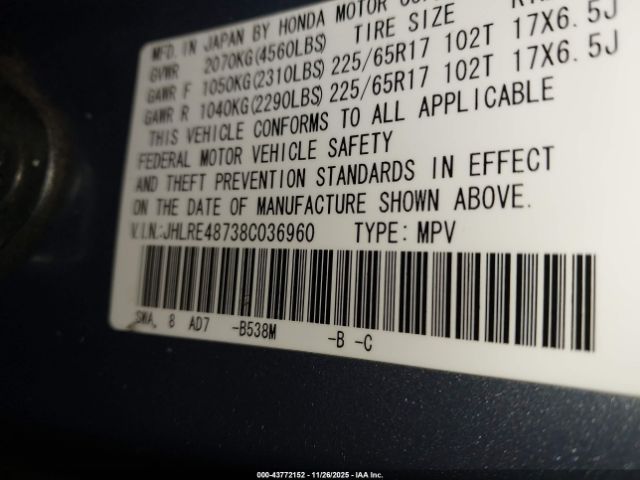 MFD. IN JAPAN BY HONDA MOTOR
GVWR 2070KG(4560LBS) TIRE SIZE
GAWR F 1050KG(2310LBS) 225/65R17 102T 17X6.5J
GAWR R 1040KG(2290LBS) 225/65R17 102T 17X6.5J
THIS VEHICLE CONFORMS TO ALL APPLICABLE
FEDERAL MOTOR VEHICLE SAFETY
AND THEFT PREVENTION STANDARDS IN EFFECT
ON THE DATE OF MANUFACTURE SHOWN ABOVE.
V.I.N.:JHLRE48738C036960 TYPE: MPV
SWA 8 AD7 -B538M -B -C
000-43772152 | 11/26/2025 - IAA Inc.